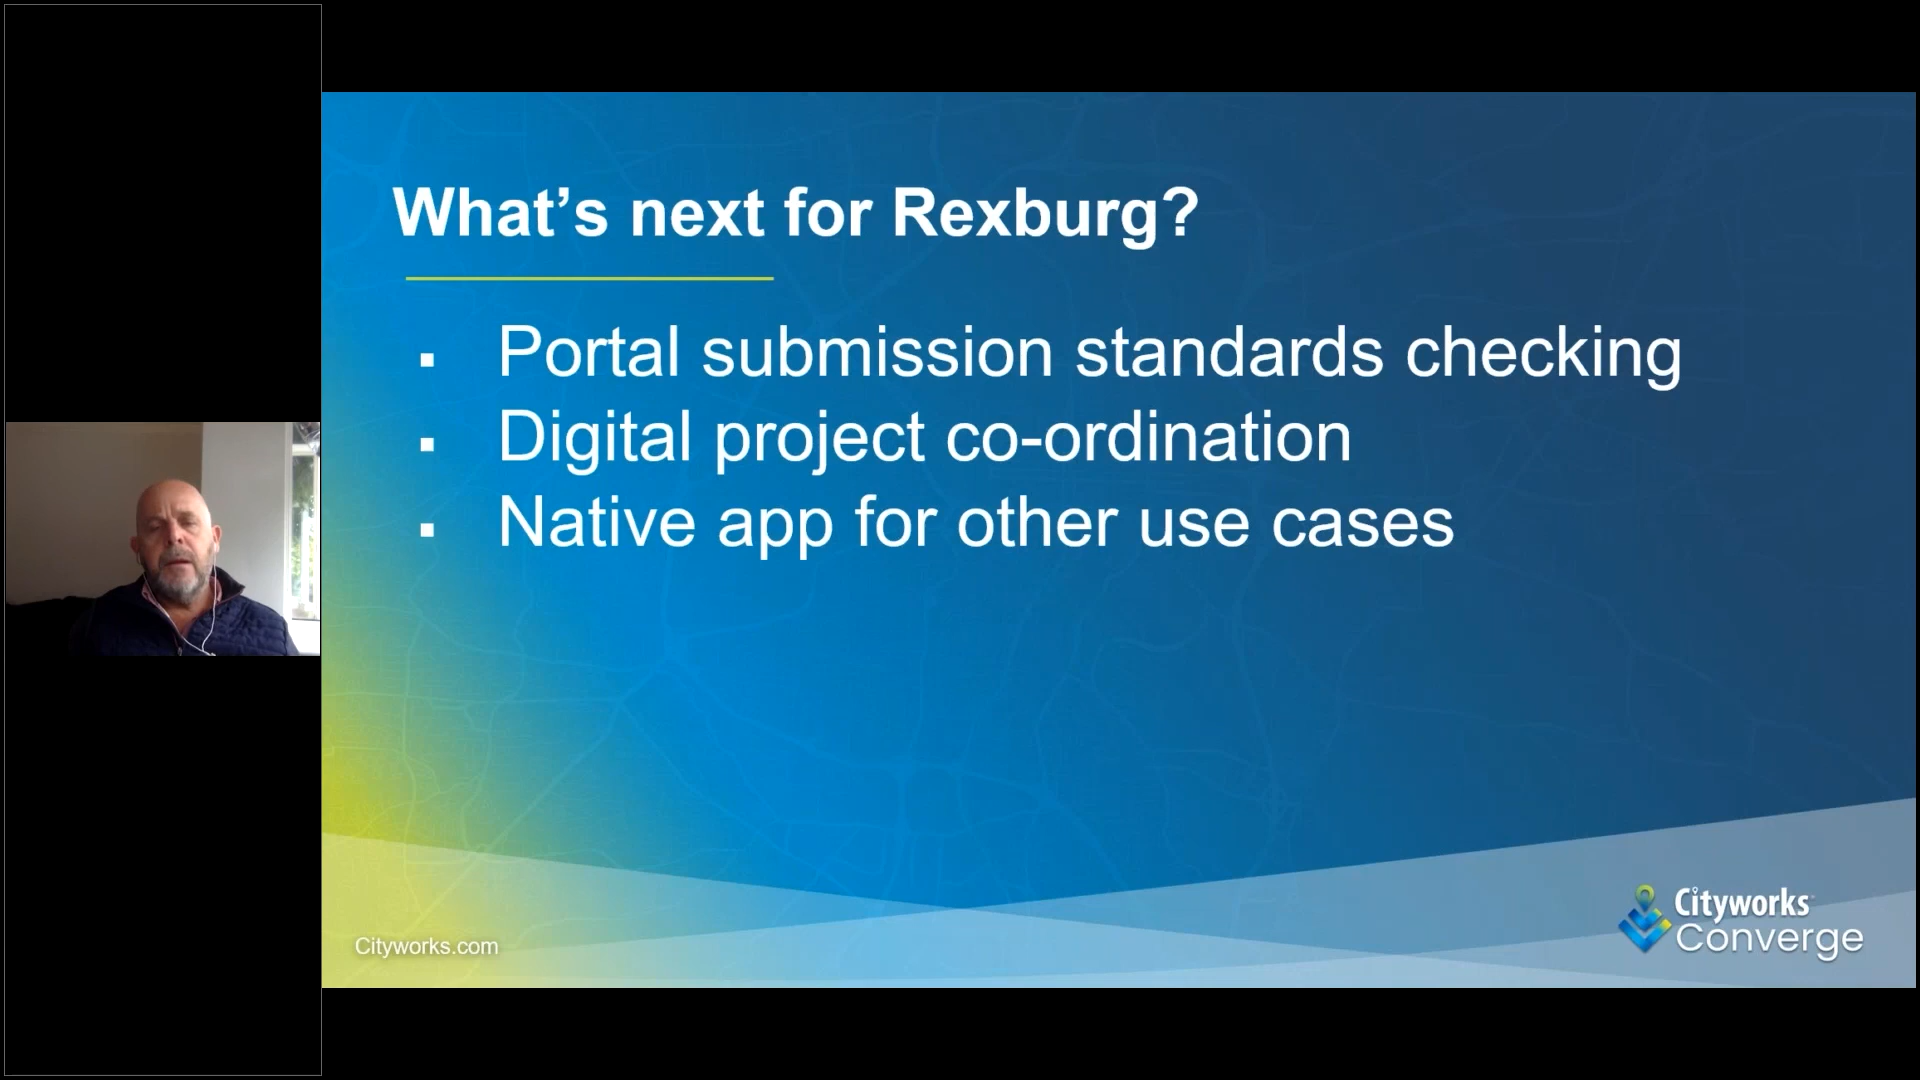 What’s next for Rexburg?
▪ Portal submission standards checking
▪ Digital project co-ordination
▪ Native app for other use cases
Cityworks.com
Cityworks
Converge